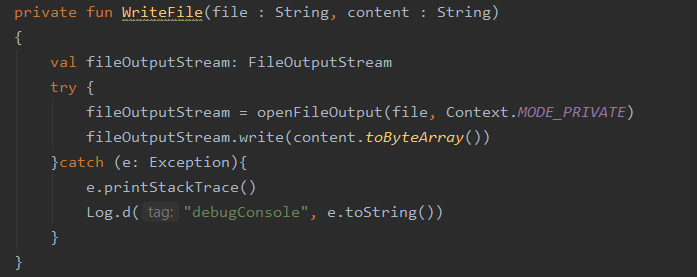 private fun WriteFile(file : String, content : String)
{
    val fileOutputStream: FileOutputStream
    try {
        fileOutputStream = openFileOutput(file, Context.MODE_PRIVATE)
        fileOutputStream.write(content.toByteArray())
    }catch (e: Exception){
        e.printStackTrace()
        Log.d( tag: "debugConsole", e.toString())
    }
}